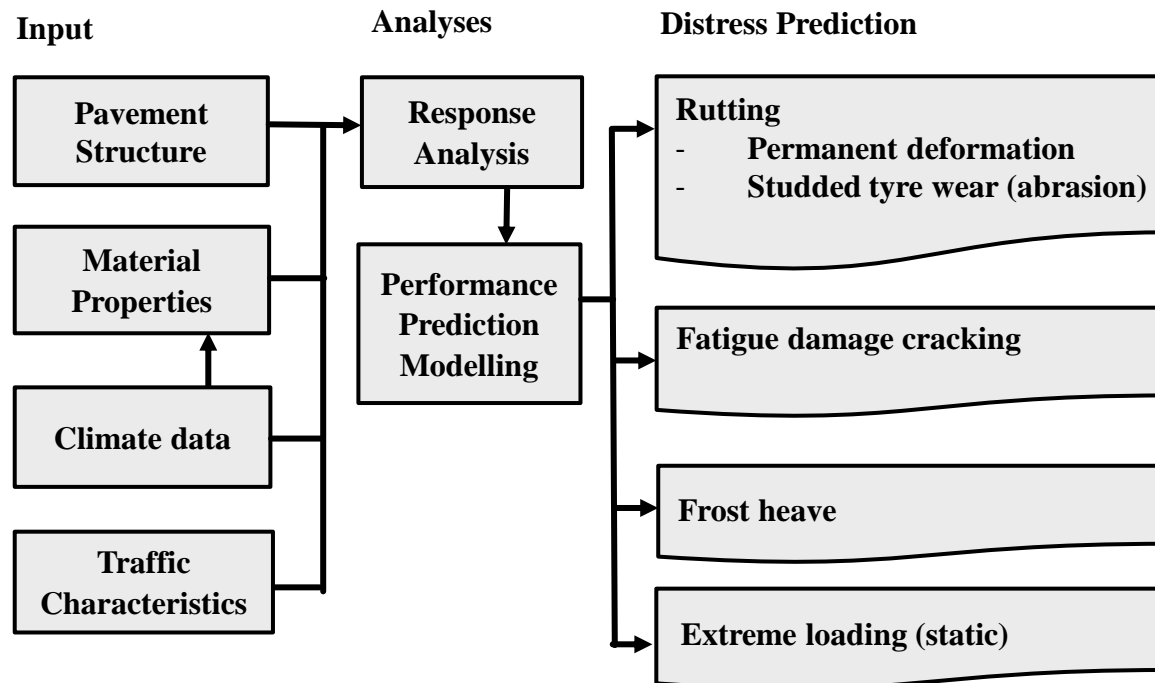 Input
Analyses
Distress Prediction
Pavement
Structure
Material
Properties
Climate data
Traffic
Characteristics
Response
Analysis
Performance
Prediction
Modelling
Rutting
- Permanent deformation
- Studded tyre wear (abrasion)
Fatigue damage cracking
Frost heave
Extreme loading (static)